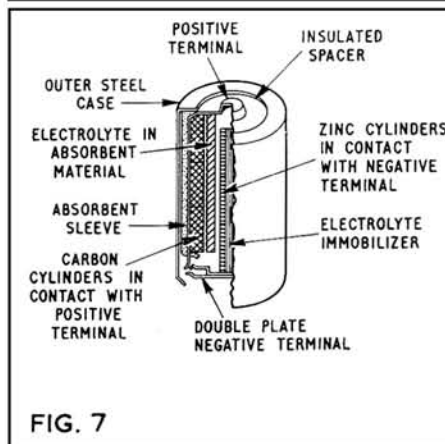 POSITIVE
TERMINAL
INSULATED
SPACER
OUTER STEEL
CASE
ELECTROLYTE IN
ABSORBENT
MATERIAL
ZINC CYLINDERS
IN CONTACT
WITH NEGATIVE
TERMINAL
ABSORBENT
SLEEVE
ELECTROLYTE
IMMOBILIZER
CARBON
CYLINDERS IN
CONTACT WITH
POSITIVE
TERMINAL
DOUBLE PLATE
NEGATIVE TERMINAL
FIG. 7